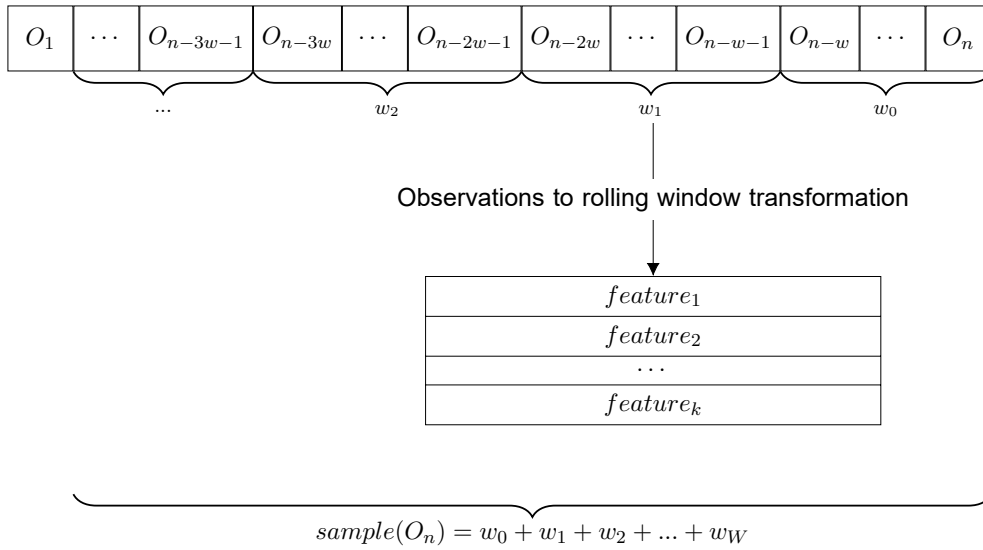 O_1 ⋯ O_{n-3w-1} O_{n-3w} ⋯ O_{n-2w-1} O_{n-2w} ⋯ O_{n-w-1} O_{n-w} ⋯ O_n
... w_2 w_1 w_0
Observations to rolling window transformation
feature_1
feature_2
⋯
feature_k
sample(O_n) = w_0 + w_1 + w_2 + ... + w_W